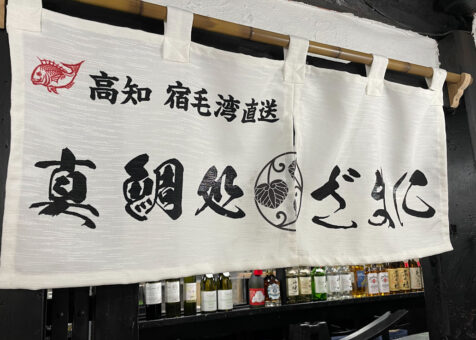 高知 宿毛湾直送
真鯛処 ざまに